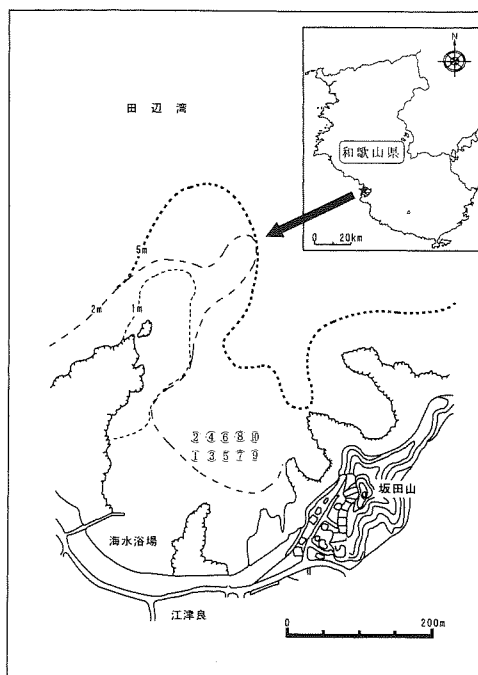 N
田辺湾
和歌山県
0 20km
5m
2m
1m
② ④ ⑥ ⑧ ⑩
① ③ ⑤ ⑦ ⑨
坂田山
海水浴場
江津良
0 200m